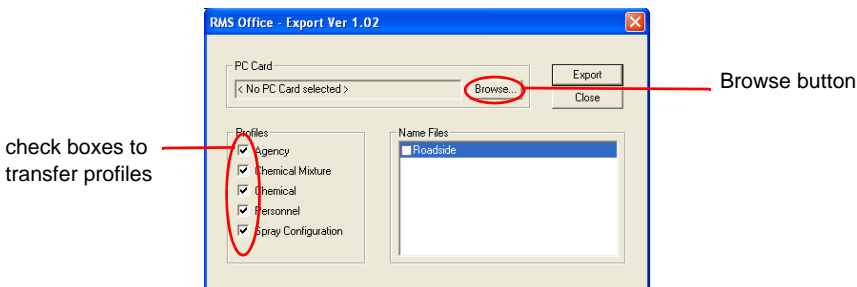 RMS Office - Export Ver 1.02
PC Card
< No PC Card selected >
Browse...
Export
Close
Browse button
check boxes to
transfer profiles
Profiles
Agency
Chemical Mixture
Chemical
Personnel
Spray Configuration
Name Files
Roadside